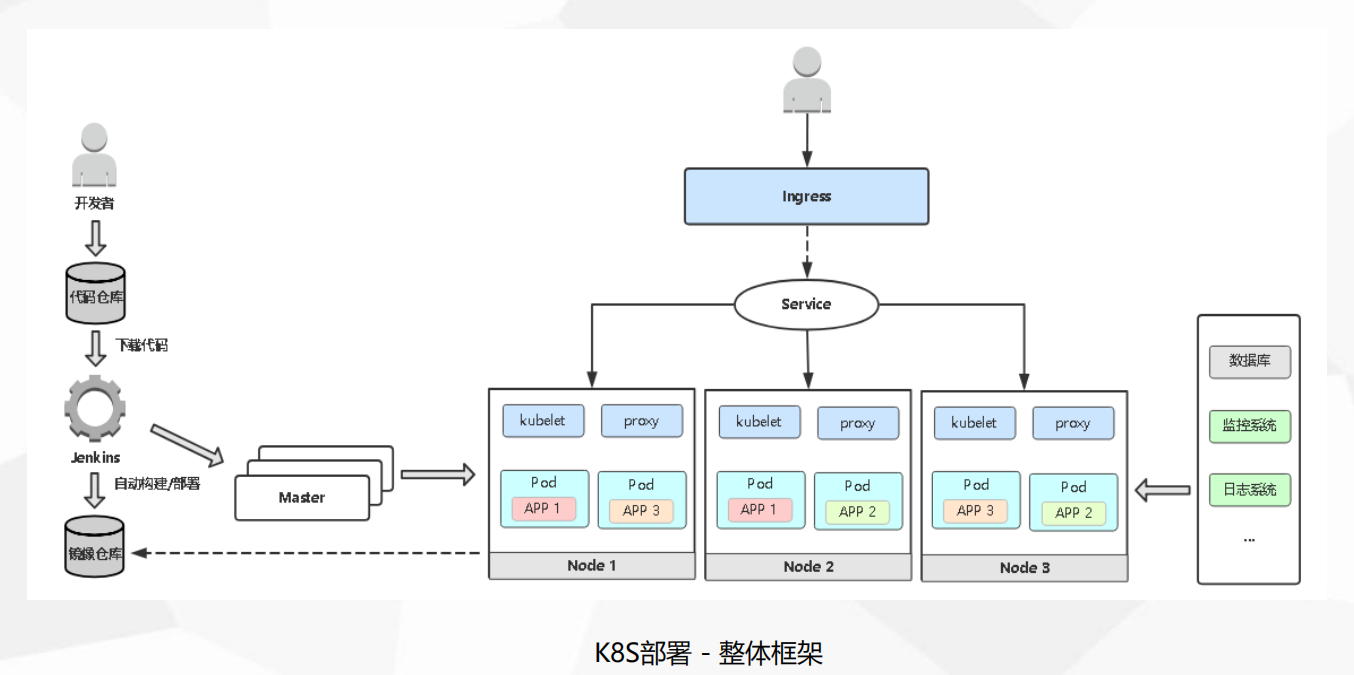 开发者
代码仓库
下载代码
Jenkins
自动构建/部署
镜像仓库
Master
Ingress
Service
kubelet
proxy
Pod
APP 1
Pod
APP 3
Node 1
kubelet
proxy
Pod
APP 1
Pod
APP 2
Node 2
kubelet
proxy
Pod
APP 3
Pod
APP 2
Node 3
数据库
监控系统
日志系统
...
K8S部署 - 整体框架